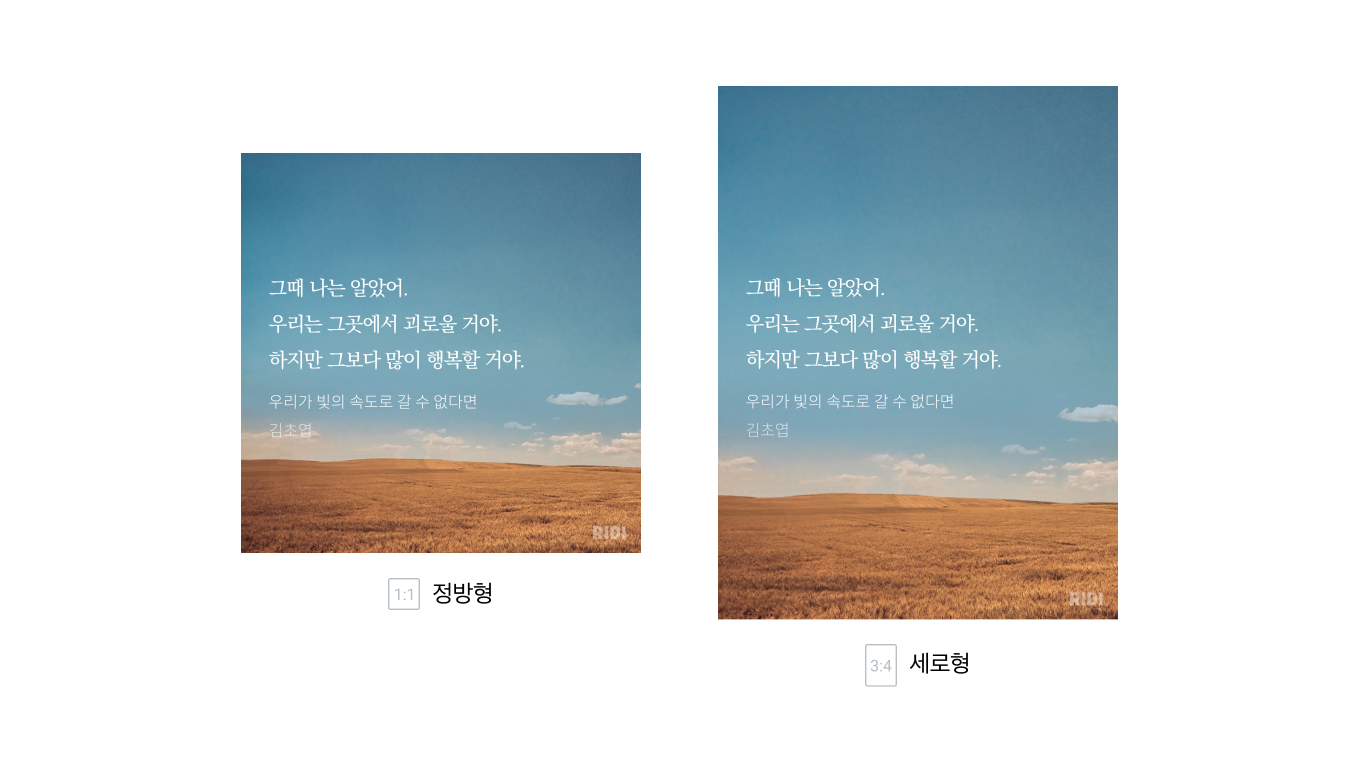 그때 나는 알았어.
우리는 그곳에서 괴로울 거야.
하지만 그보다 많이 행복할 거야.
우리가 빛의 속도로 갈 수 없다면
김초엽
RIDI
1:1 정방형
그때 나는 알았어.
우리는 그곳에서 괴로울 거야.
하지만 그보다 많이 행복할 거야.
우리가 빛의 속도로 갈 수 없다면
김초엽
RIDI
3:4 세로형